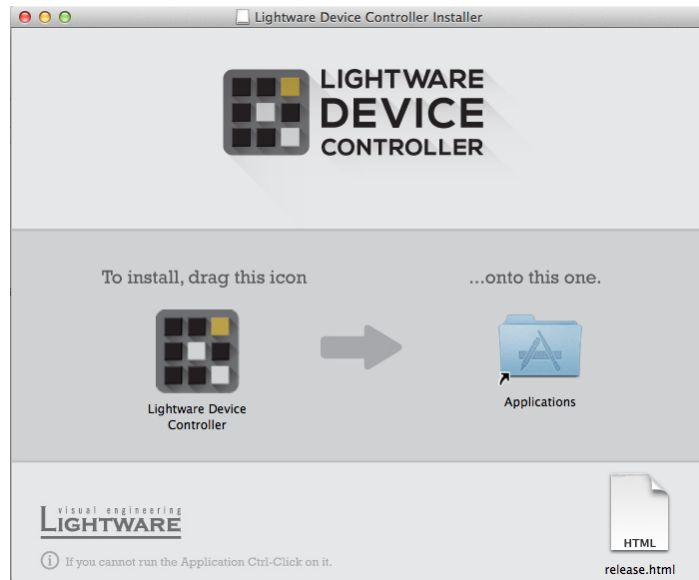 Lightware Device Controller Installer
LIGHTWARE
DEVICE
CONTROLLER
To install, drag this icon
...onto this one.
Lightware Device
Controller
Applications
visual engineering
LIGHTWARE
i If you cannot run the Application Ctrl-Click on it.
HTML
release.html